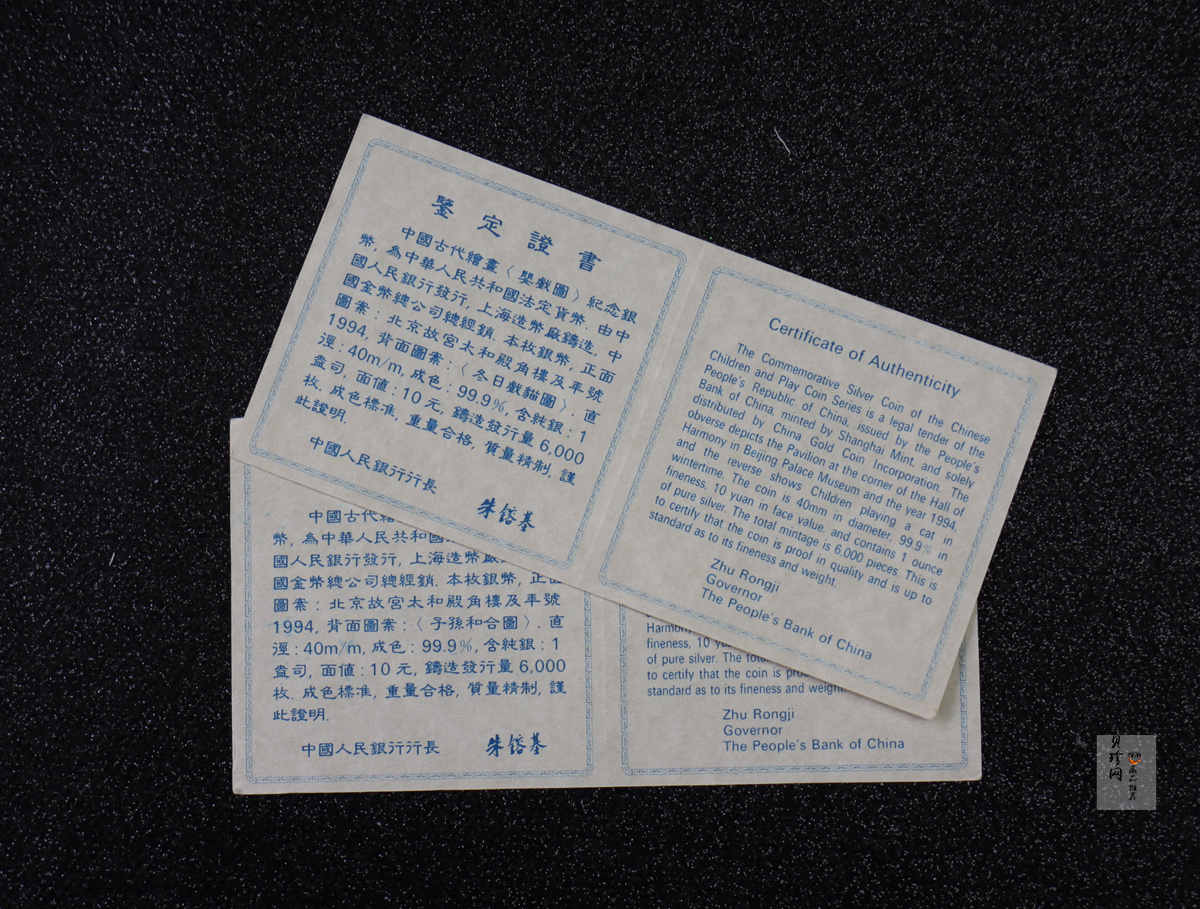 鑒定證書
中國古代繪畫〈嬰戲圖〉紀念銀
幣, 為中華人民共和國法定貨幣. 由中
國人民銀行發行, 上海造幣廠鑄造, 中
國金幣總公司總經銷. 本枚銀幣, 正面
圖案: 北京故宮太和殿角樓及年號
1994, 背面圖案:〈冬日戲貓圖〉. 直
徑: 40m/m, 成色: 99.9%, 含純銀: 1
盎司, 面值: 10元, 鑄造發行量 6,000
枚. 成色標准, 重量合格, 質量精制, 謹
此證明.
中國人民銀行行長
朱鎔基
Certificate of Authenticity
The Commemorative Silver Coin of the Chinese
Children and Play Coin Series is a legal tender of the
People's Republic of China, issued by the People's
Bank of China, minted by Shanghai Mint, and solely
distributed by China Gold Coin Incorporation. The
obverse depicts the Pavilion at the corner of the Hall of
Harmony in Beijing Palace Museum and the year 1994,
and the reverse shows Children playing a cat in
wintertime. The coin is 40mm in diameter, 99.9% in
fineness, 10 yuan in face value, and contains 1 ounce
of pure silver. The total mintage is 6,000 pieces. This is
to certify that the coin is proof in quality and is up to
standard as to its fineness and weight.
Zhu Rongji
Governor
The People's Bank of China
中國古代
幣, 為中華人民共和國
國人民銀行發行, 上海造幣廠
國金幣總公司總經銷. 本枚銀幣, 正面
圖案: 北京故宮太和殿角樓及年號
1994, 背面圖案:〈子孫和合圖〉. 直
徑: 40m/m, 成色: 99.9%, 含純銀: 1
盎司, 面值: 10元, 鑄造發行量 6,000
枚. 成色標准, 重量合格, 質量精制, 謹
此證明.
中國人民銀行行長
朱鎔基
Harmony
fineness, 10
of pure silver. The
to certify that the coin is
standard as to its fineness and weight.
Zhu Rongji
Governor
The People's Bank of China
貝珍网